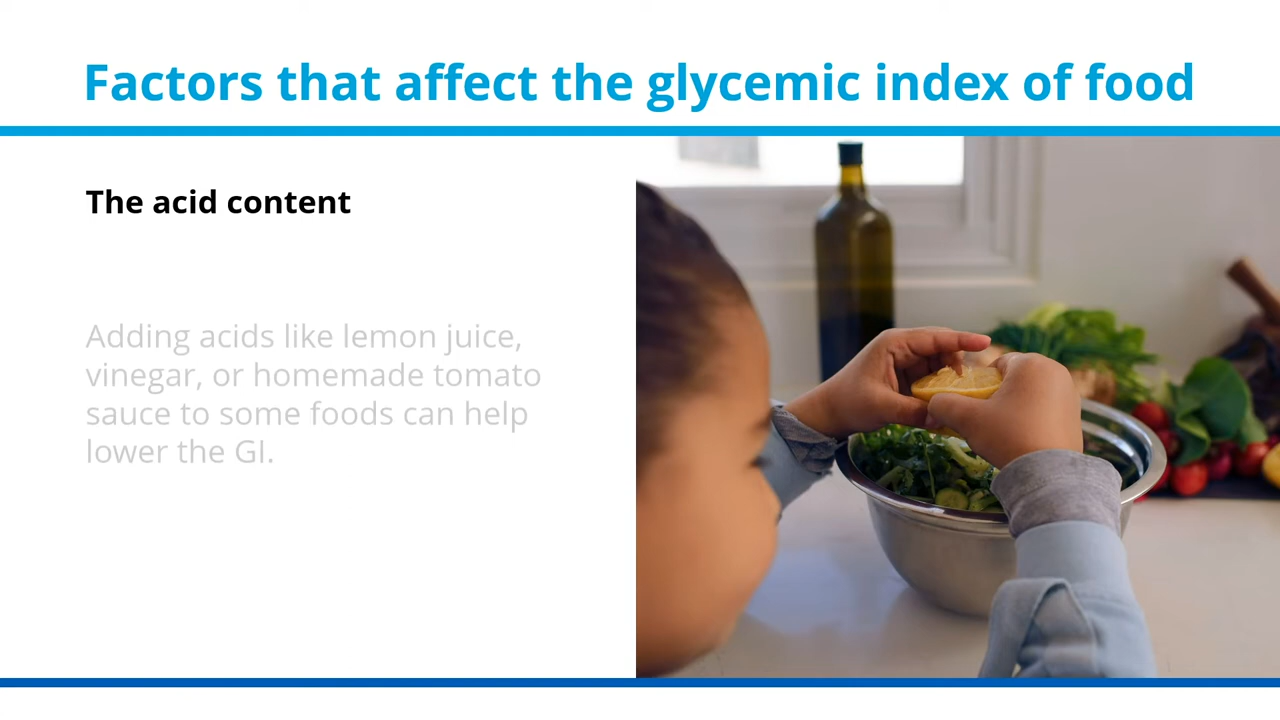 Factors that affect the glycemic index of food
The acid content
Adding acids like lemon juice,
vinegar, or homemade tomato
sauce to some foods can help
lower the GI.